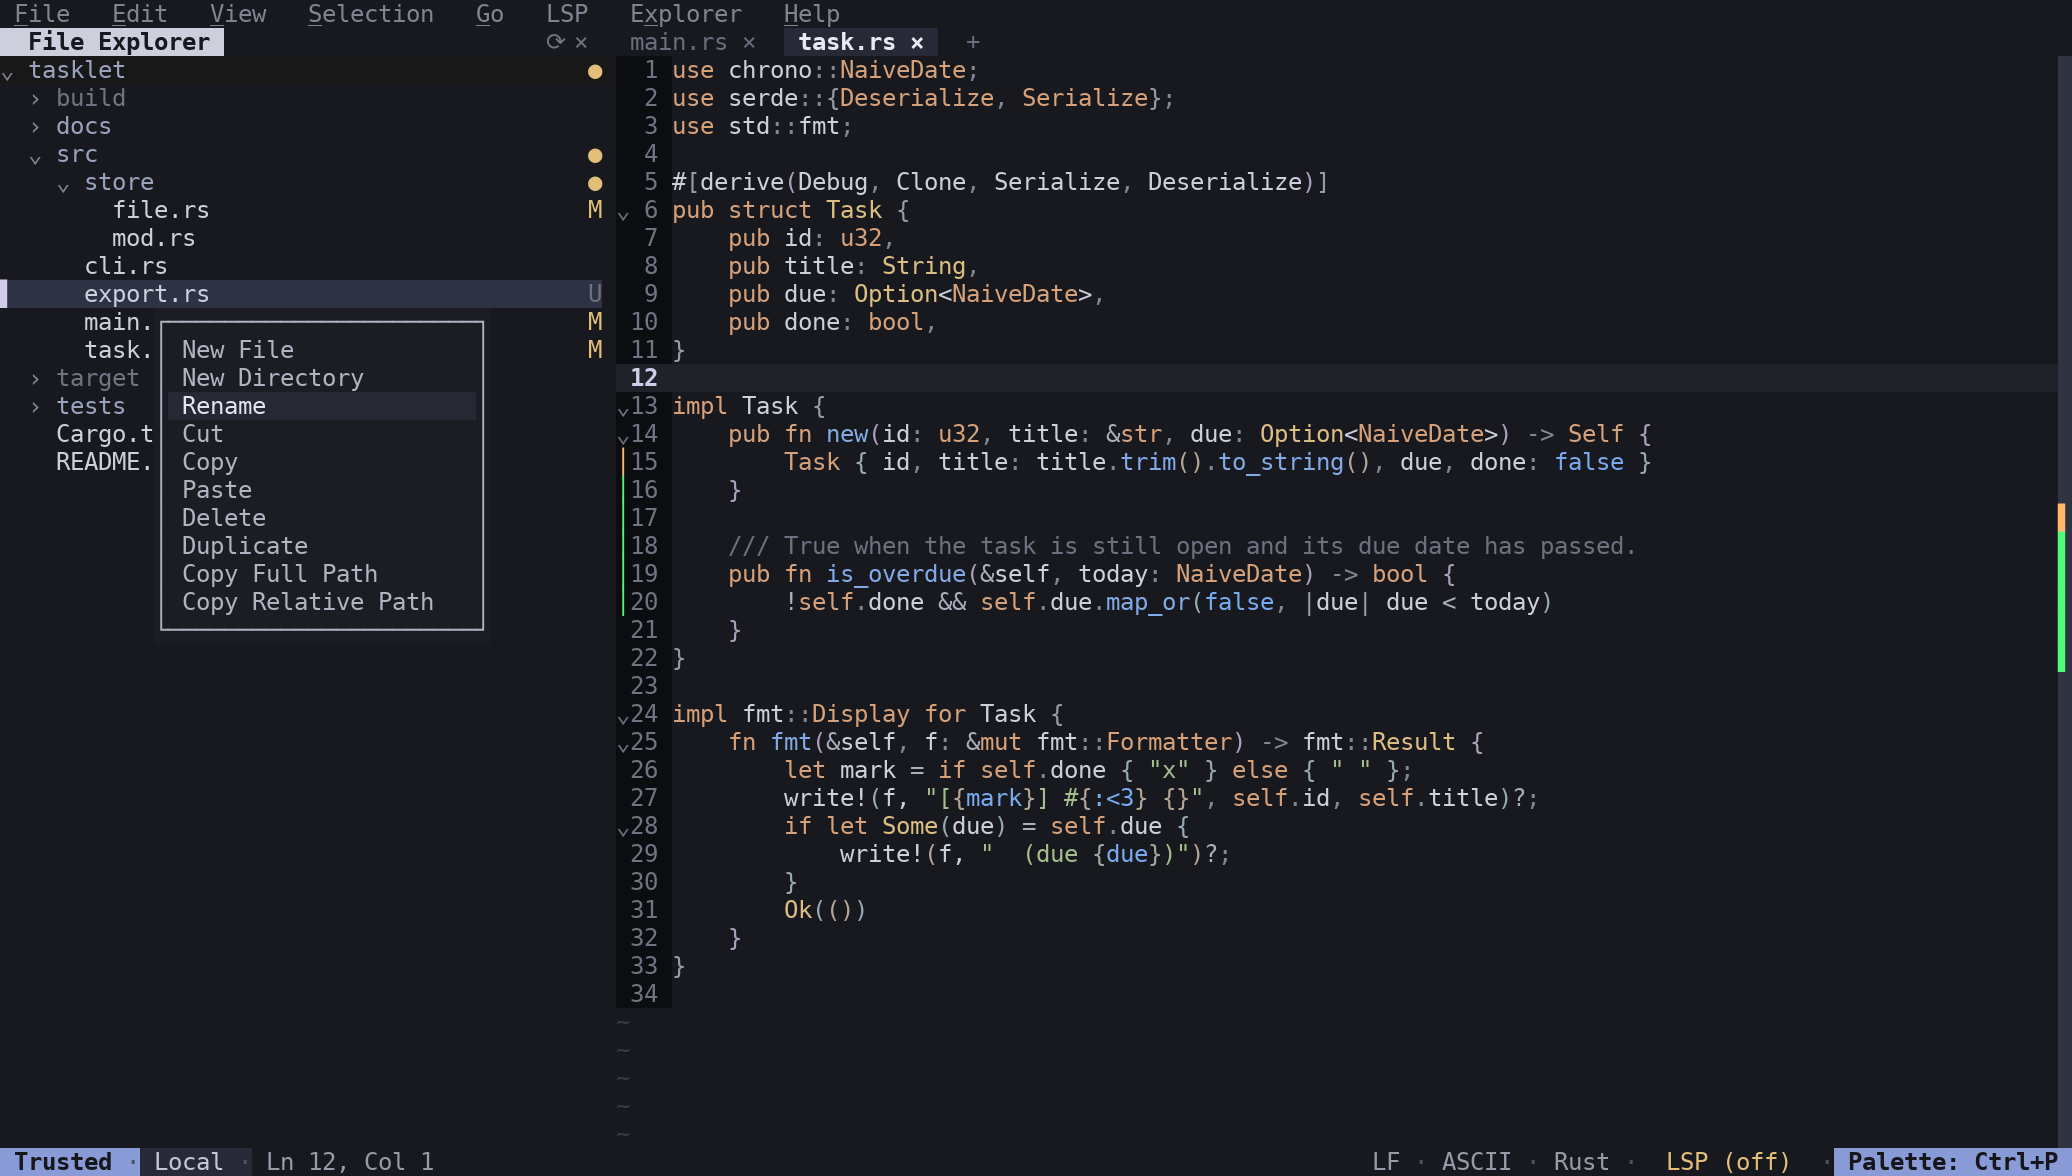 File Edit View Selection Go LSP Explorer Help
File Explorer ⟳ × main.rs × task.rs × +
⌄ tasklet ●
› build
› docs
⌄ src ●
⌄ store ●
file.rs M
mod.rs
cli.rs
export.rs U
main. M
task. M
› target
› tests
Cargo.t
README.
New File
New Directory
Rename
Cut
Copy
Paste
Delete
Duplicate
Copy Full Path
Copy Relative Path
1 use chrono::NaiveDate;
2 use serde::{Deserialize, Serialize};
3 use std::fmt;
4
5 #[derive(Debug, Clone, Serialize, Deserialize)]
⌄ 6 pub struct Task {
7     pub id: u32,
8     pub title: String,
9     pub due: Option<NaiveDate>,
10     pub done: bool,
11 }
12
⌄13 impl Task {
⌄14     pub fn new(id: u32, title: &str, due: Option<NaiveDate>) -> Self {
15         Task { id, title: title.trim().to_string(), due, done: false }
16     }
17
18     /// True when the task is still open and its due date has passed.
19     pub fn is_overdue(&self, today: NaiveDate) -> bool {
20         !self.done && self.due.map_or(false, |due| due < today)
21     }
22 }
23
⌄24 impl fmt::Display for Task {
⌄25     fn fmt(&self, f: &mut fmt::Formatter) -> fmt::Result {
26         let mark = if self.done { "x" } else { " " };
27         write!(f, "[{mark}] #{:<3} {}", self.id, self.title)?;
⌄28         if let Some(due) = self.due {
29             write!(f, "  (due {due})")?;
30         }
31         Ok(())
32     }
33 }
34
~
~
~
~
~
Trusted · Local · Ln 12, Col 1 LF · ASCII · Rust · LSP (off) · Palette: Ctrl+P